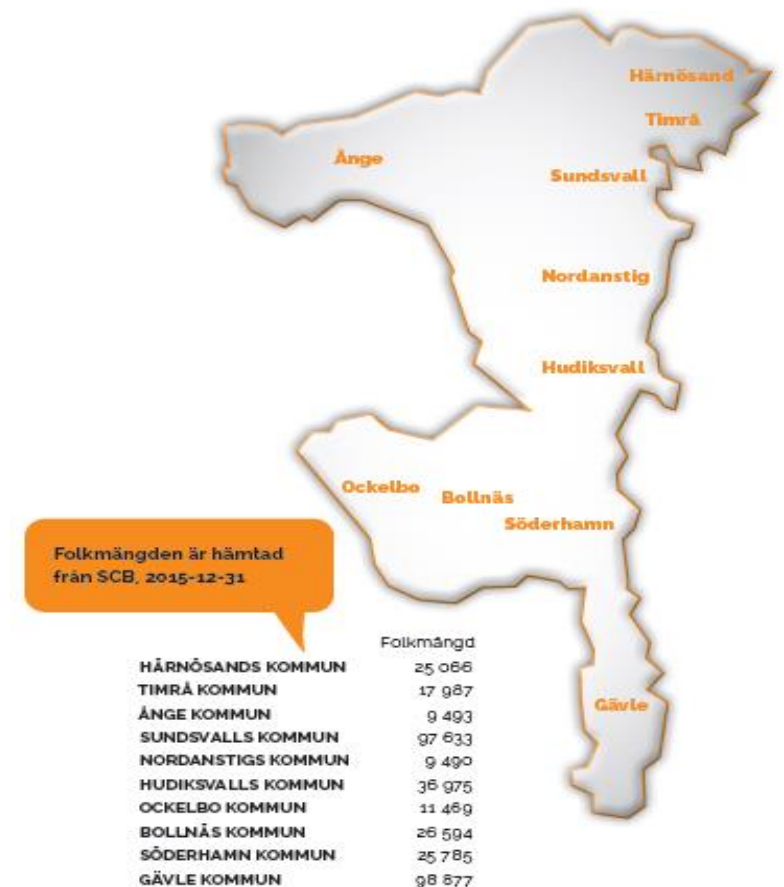 Härnösand
Timrå
Ånge
Sundsvall
Nordanstig
Hudiksvall
Ockelbo
Bollnäs
Söderhamn
Gävle
Folkmängden är hämtad
från SCB, 2015-12-31
Folkmängd
HÄRNÖSANDS KOMMUN 25 066
TIMRÅ KOMMUN 17 987
ÅNGE KOMMUN 9 493
SUNDSVALLS KOMMUN 97 633
NORDANSTIGS KOMMUN 9 490
HUDIKSVALLS KOMMUN 36 975
OCKELBO KOMMUN 11 469
BOLLNÄS KOMMUN 26 594
SÖDERHAMN KOMMUN 25 785
GÄVLE KOMMUN 98 877